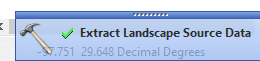 Extract Landscape Source Data
-97.751 29.648 Decimal Degrees